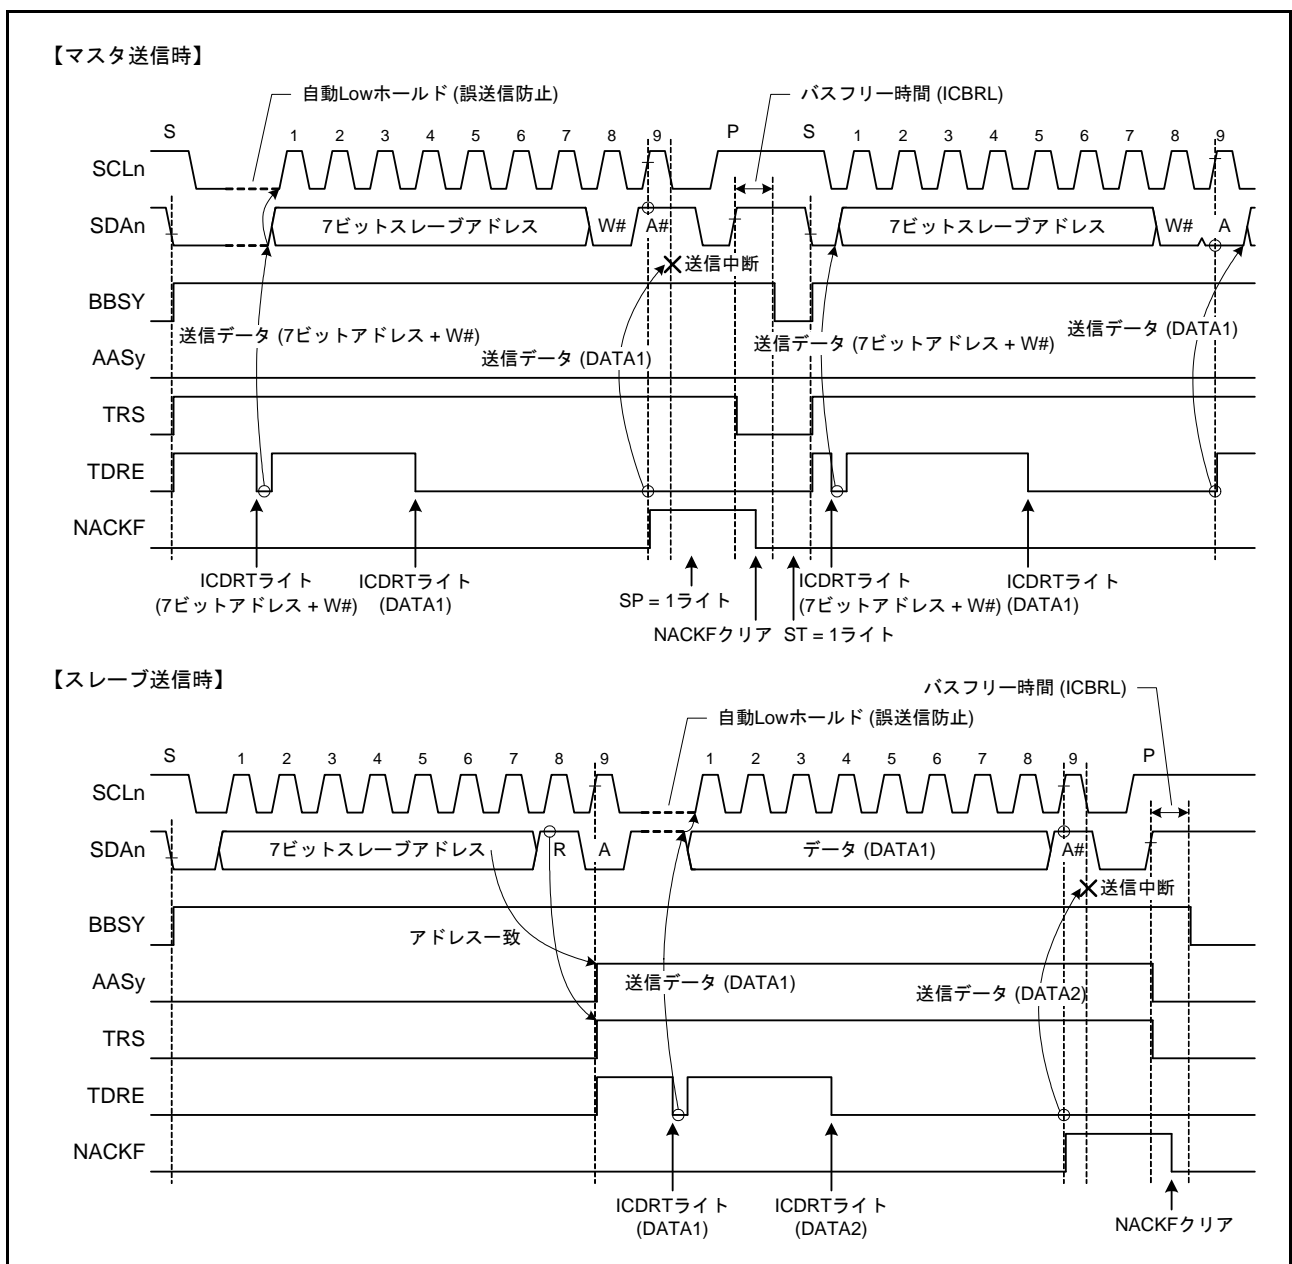 【マスタ送信時】
自動Lowホールド (誤送信防止)
バスフリー時間 (ICBRL)
S 1 2 3 4 5 6 7 8 9 P S 1 2 3 4 5 6 7 8 9
SCLn
SDAn 7ビットスレーブアドレス W# A# 7ビットスレーブアドレス W# A
送信中断
BBSY
送信データ (7ビットアドレス + W#) 送信データ (DATA1) 送信データ (7ビットアドレス + W#) 送信データ (DATA1)
AASy
TRS
TDRE
NACKF
ICDRTライト
(7ビットアドレス + W#)
ICDRTライト
(DATA1)
SP = 1ライト
NACKFクリア
ST = 1ライト
ICDRTライト
(7ビットアドレス + W#)
ICDRTライト
(DATA1)
【スレーブ送信時】
バスフリー時間 (ICBRL)
自動Lowホールド (誤送信防止)
S 1 2 3 4 5 6 7 8 9 1 2 3 4 5 6 7 8 9 P
SCLn
SDAn 7ビットスレーブアドレス R A データ (DATA1) A#
送信中断
BBSY
アドレス一致
AASy 送信データ (DATA1) 送信データ (DATA2)
TRS
TDRE
NACKF
ICDRTライト
(DATA1)
ICDRTライト
(DATA2)
NACKFクリア